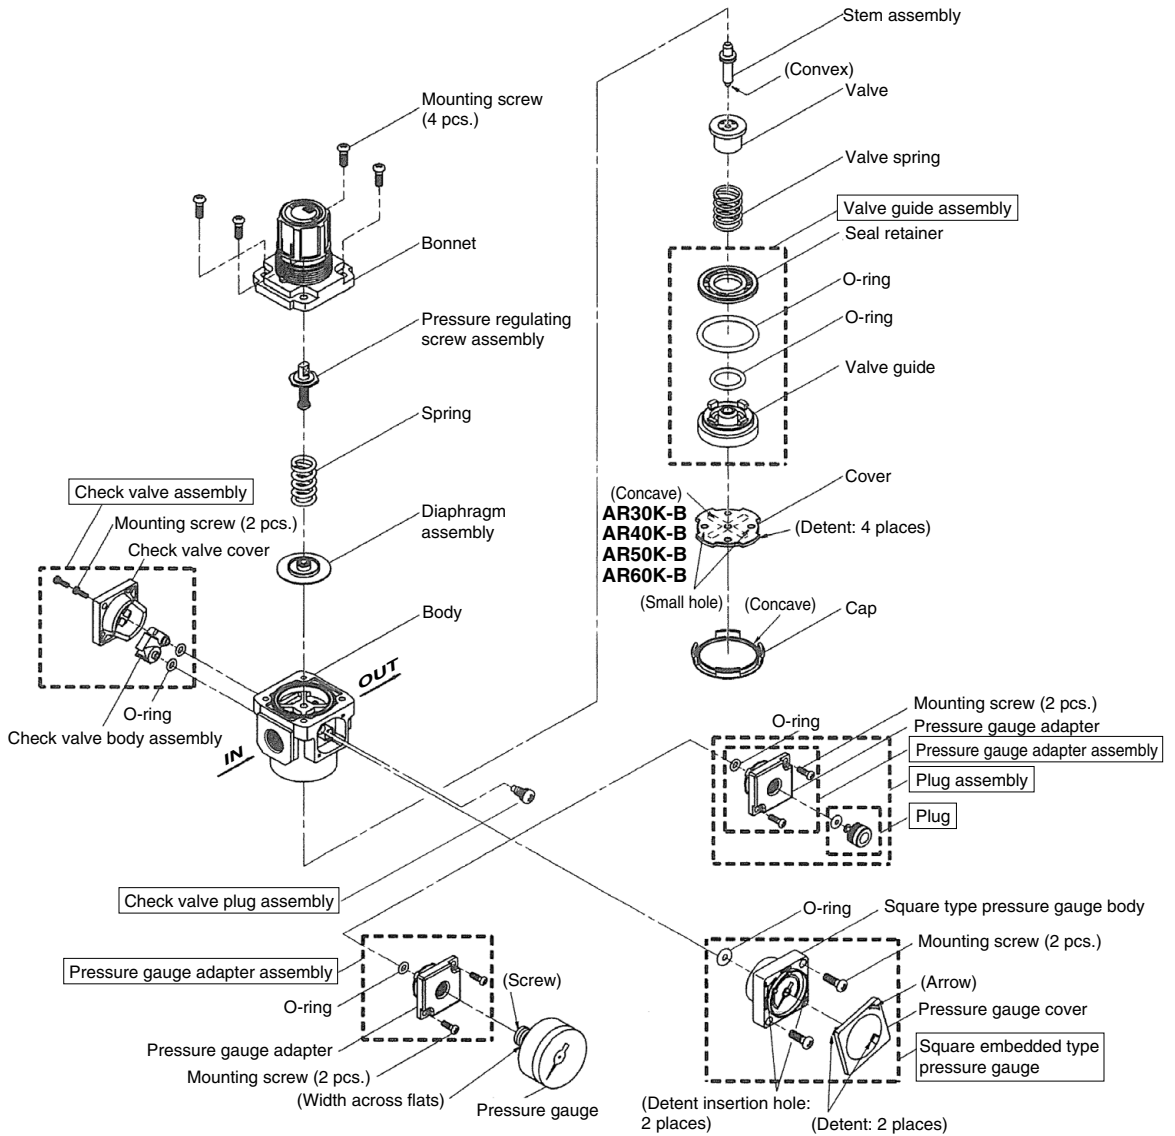 Stem assembly
(Convex)
Valve
Valve spring
Valve guide assembly
Seal retainer
O-ring
O-ring
Valve guide
Cover
(Concave)
AR30K-B
AR40K-B
AR50K-B
AR60K-B
(Detent: 4 places)
(Small hole)
(Concave)
Cap
Mounting screw
(4 pcs.)
Bonnet
Pressure regulating
screw assembly
Spring
Diaphragm
assembly
Body
Check valve assembly
Mounting screw (2 pcs.)
Check valve cover
O-ring
Check valve body assembly
OUT
IN
Check valve plug assembly
Mounting screw (2 pcs.)
O-ring
Pressure gauge adapter
Pressure gauge adapter assembly
Plug assembly
Plug
Pressure gauge adapter assembly
O-ring
(Screw)
Pressure gauge adapter
Mounting screw (2 pcs.)
(Width across flats)
Pressure gauge
O-ring
Square type pressure gauge body
Mounting screw (2 pcs.)
(Arrow)
Pressure gauge cover
Square embedded type
pressure gauge
(Detent insertion hole:
2 places)
(Detent: 2 places)